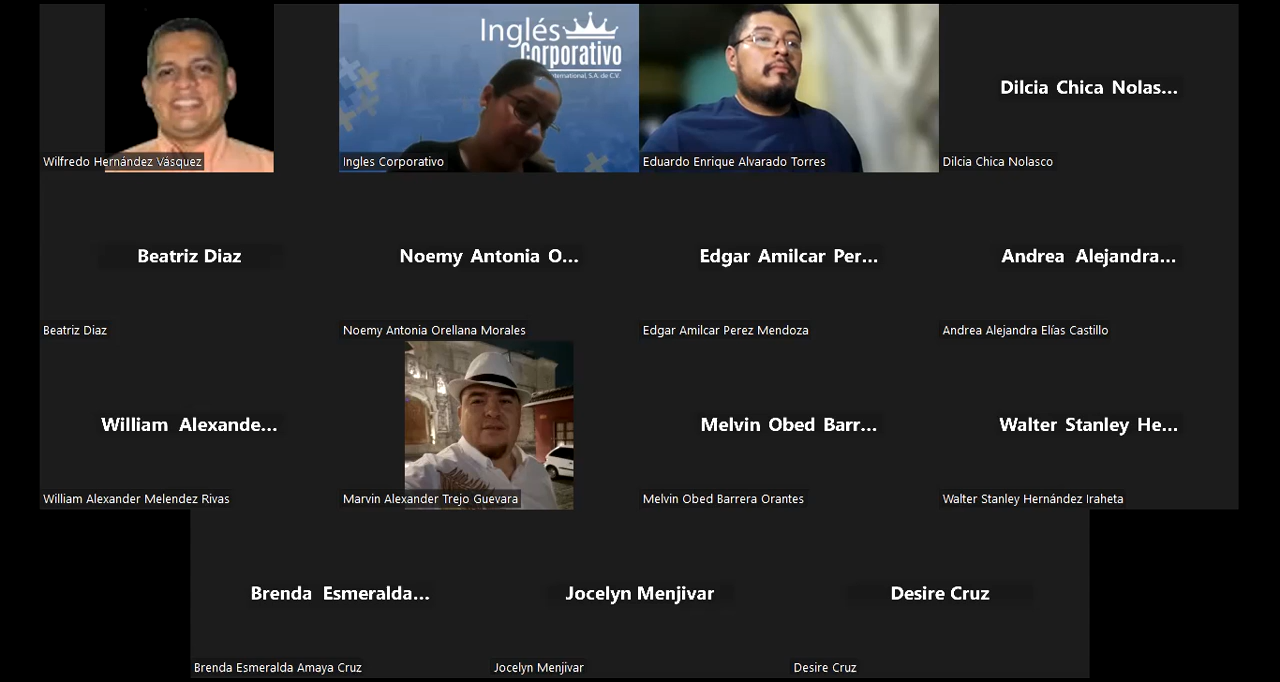 Inglés
Corporativo
International, S.A. de C.V.
Dilcia Chica Nolas...
Wilfredo Hernández Vásquez
Ingles Corporativo
Eduardo Enrique Alvarado Torres
Dilcia Chica Nolasco
Beatriz Diaz
Noemy Antonia O...
Edgar Amilcar Per...
Andrea Alejandra...
Beatriz Diaz
Noemy Antonia Orellana Morales
Edgar Amilcar Perez Mendoza
Andrea Alejandra Elías Castillo
William Alexande...
Melvin Obed Barr...
Walter Stanley He...
William Alexander Melendez Rivas
Marvin Alexander Trejo Guevara
Melvin Obed Barrera Orantes
Walter Stanley Hernández Iraheta
Brenda Esmeralda...
Jocelyn Menjivar
Desire Cruz
Brenda Esmeralda Amaya Cruz
Jocelyn Menjivar
Desire Cruz